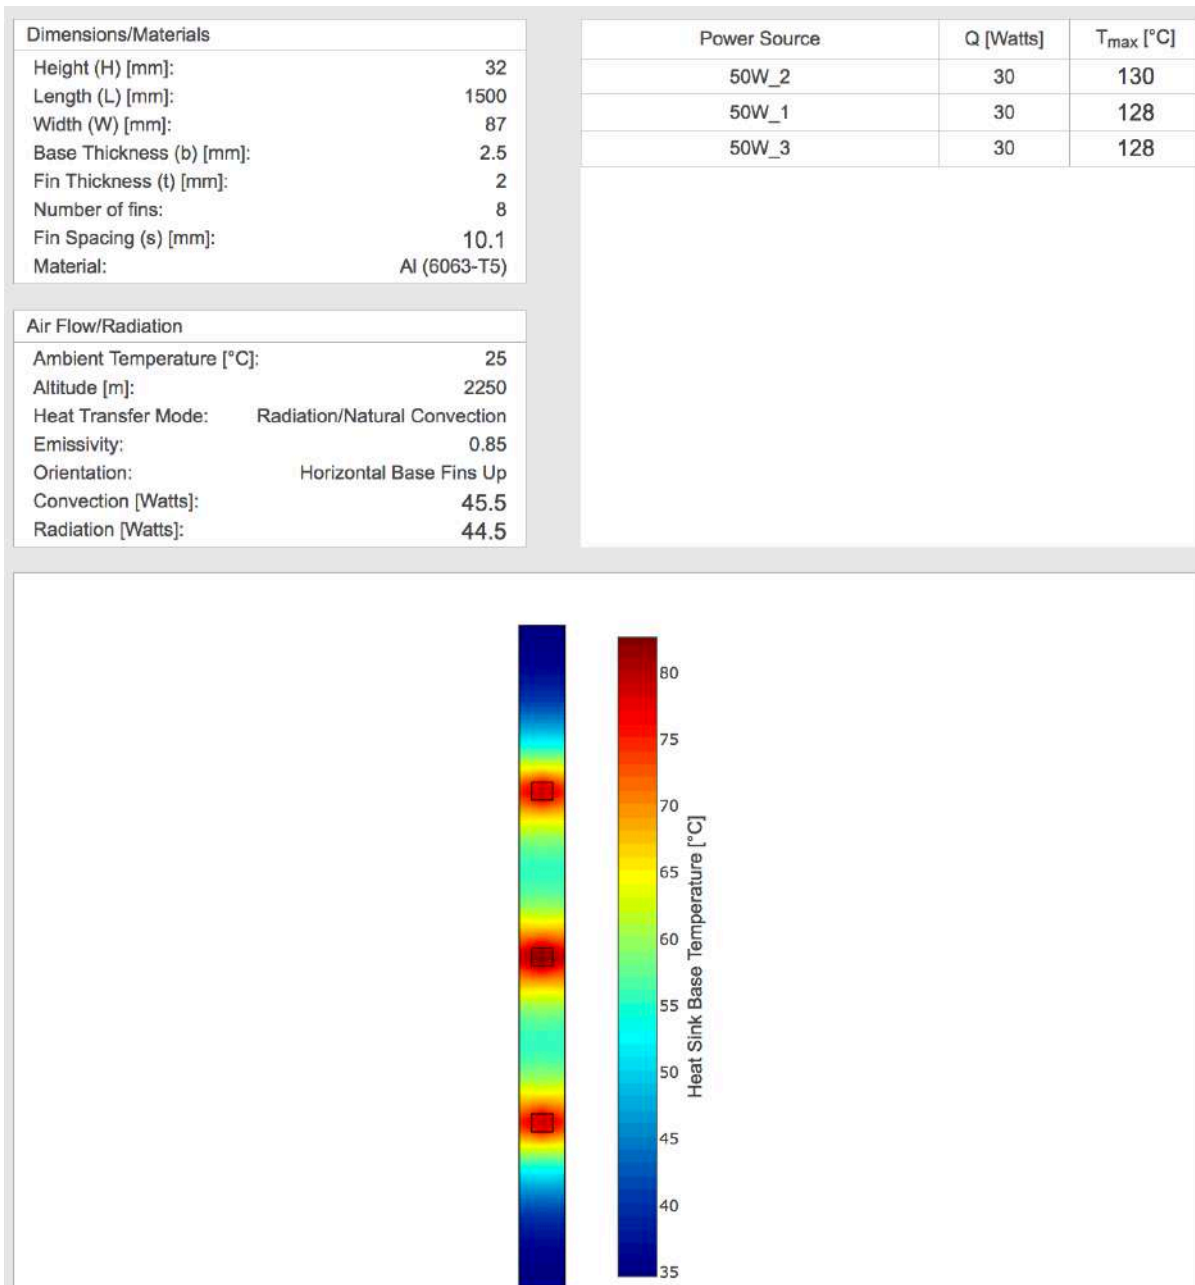 Dimensions/Materials
Height (H) [mm]: 32
Length (L) [mm]: 1500
Width (W) [mm]: 87
Base Thickness (b) [mm]: 2.5
Fin Thickness (t) [mm]: 2
Number of fins: 8
Fin Spacing (s) [mm]: 10.1
Material: Al (6063-T5)
Air Flow/Radiation
Ambient Temperature [°C]: 25
Altitude [m]: 2250
Heat Transfer Mode: Radiation/Natural Convection
Emissivity: 0.85
Orientation: Horizontal Base Fins Up
Convection [Watts]: 45.5
Radiation [Watts]: 44.5
Power Source Q [Watts] Tmax [°C]
50W_2 30 130
50W_1 30 128
50W_3 30 128
80
75
70
65
60
55
50
45
40
35
Heat Sink Base Temperature [°C]